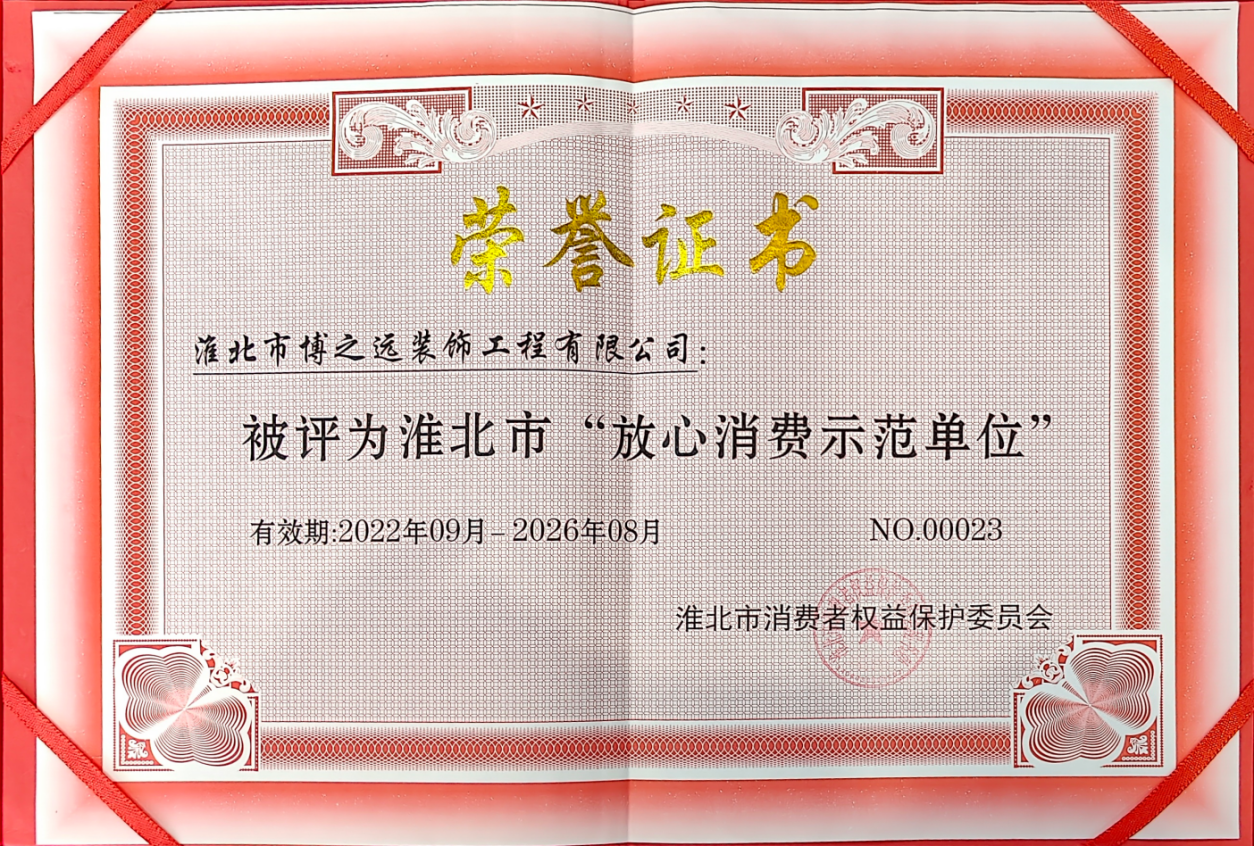 荣誉证书
淮北市博之远装饰工程有限公司：
被评为淮北市“放心消费示范单位”
有效期:2022年09月–2026年08月 NO.00023
淮北市消费者权益保护委员会